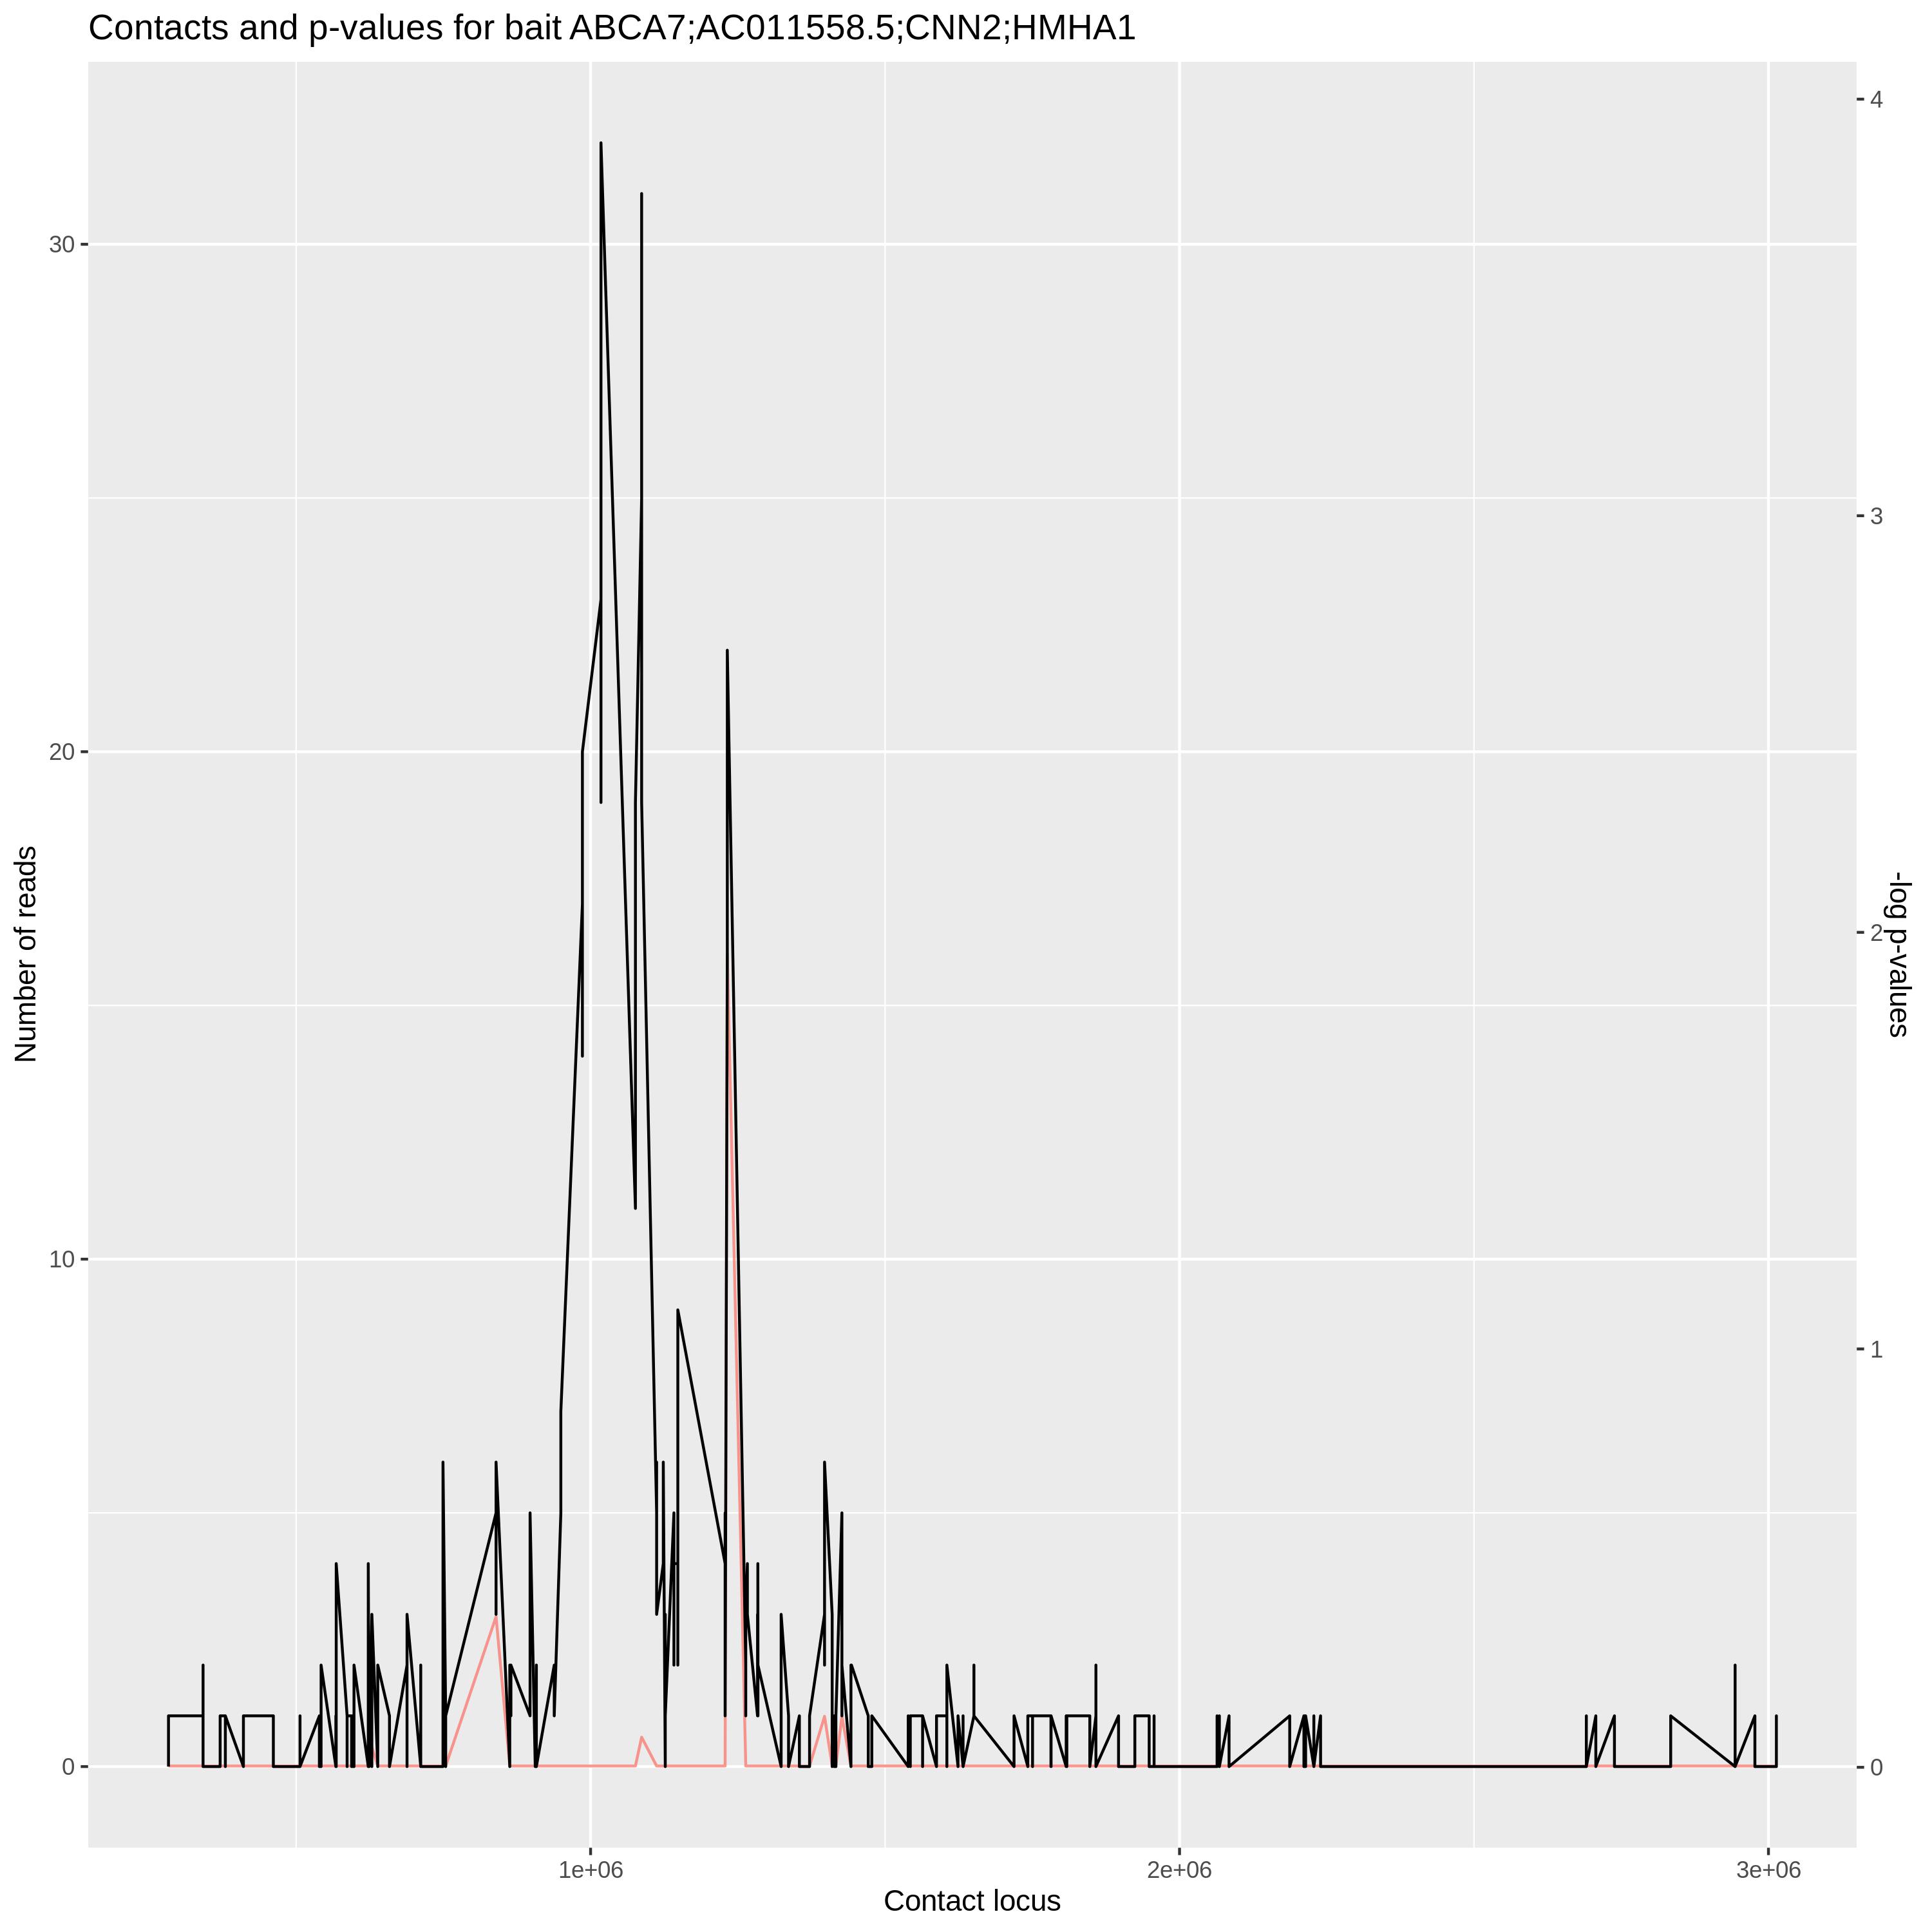 Contacts and p-values for bait ABCA7;AC011558.5;CNN2;HMHA1
4
30
3
20
2
10
1
0
0
Number of reads
-log p-values
1e+06
2e+06
3e+06
Contact locus